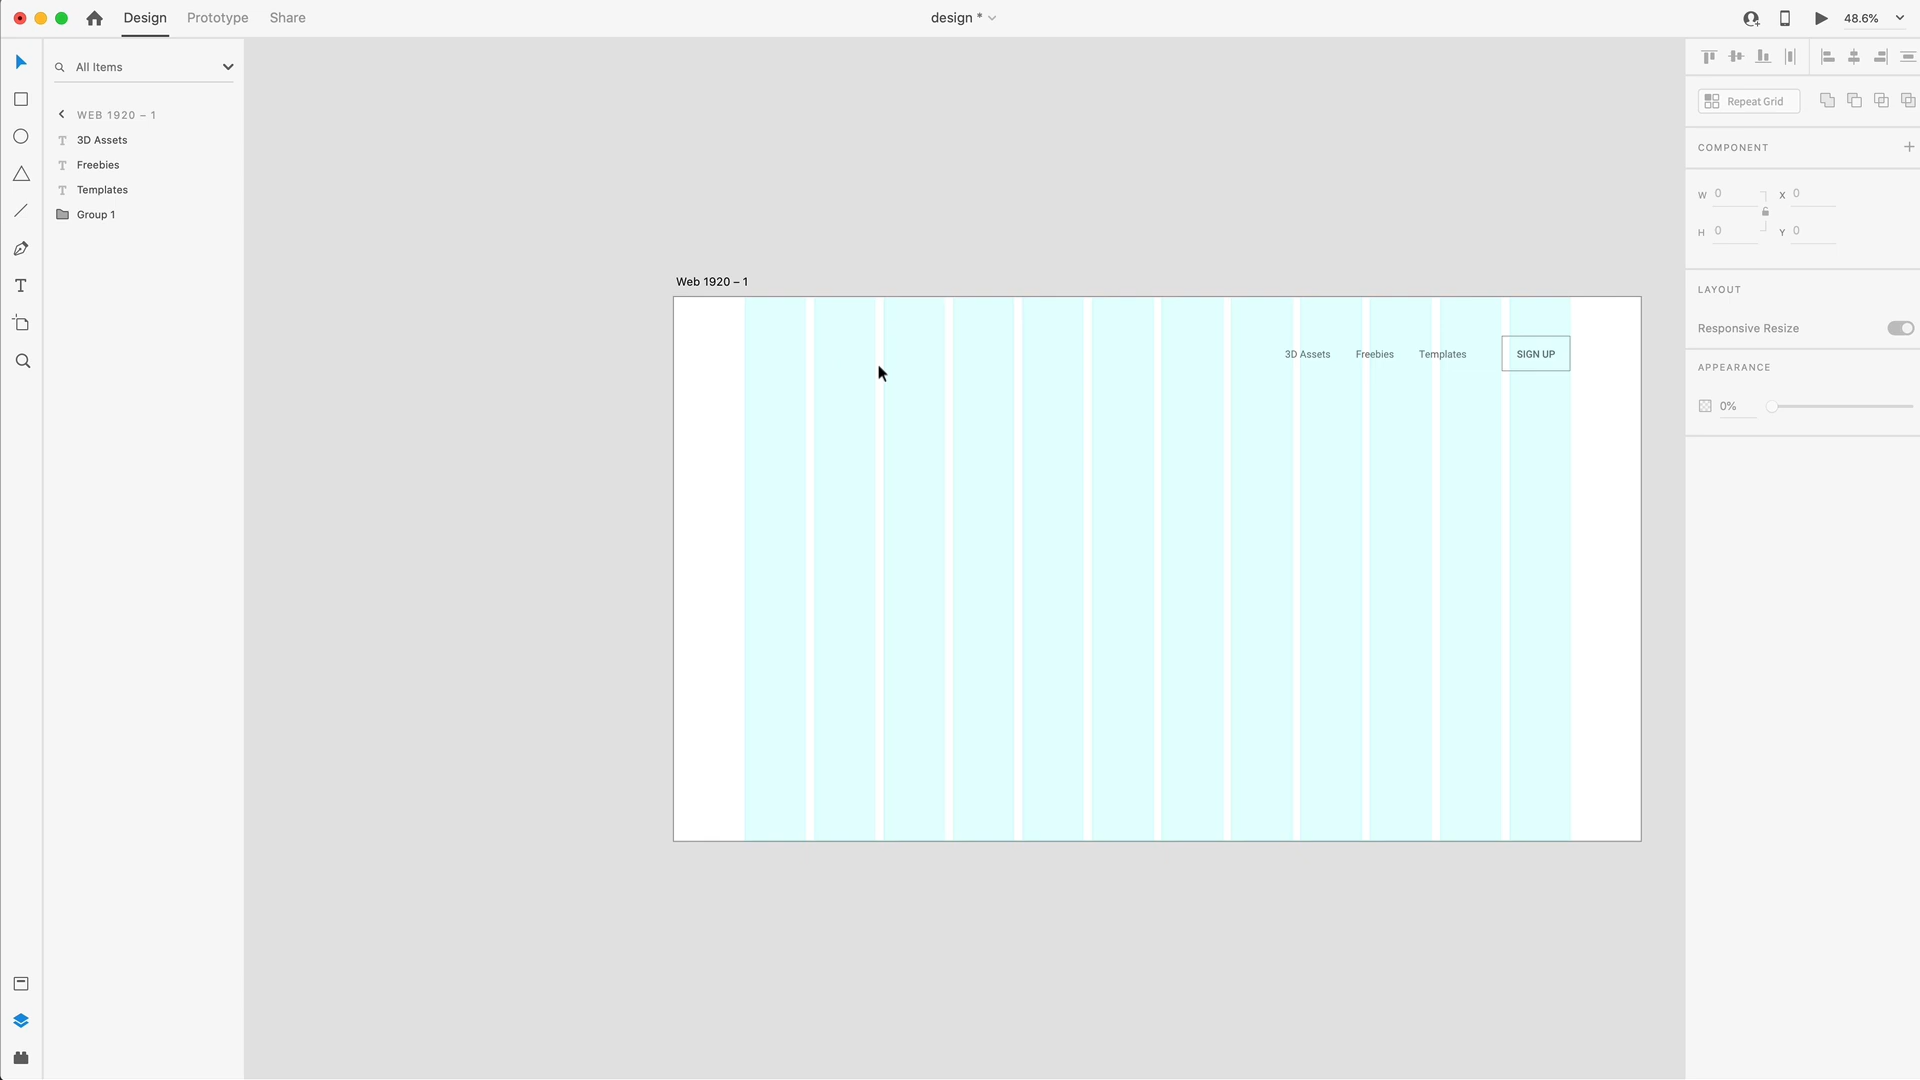 Design Prototype Share
design *
48.6%
All Items
WEB 1920 – 1
3D Assets
Freebies
Templates
Group 1
Web 1920 – 1
3D Assets Freebies Templates SIGN UP
Repeat Grid
COMPONENT
W 0 X 0
H 0 Y 0
LAYOUT
Responsive Resize
APPEARANCE
0%